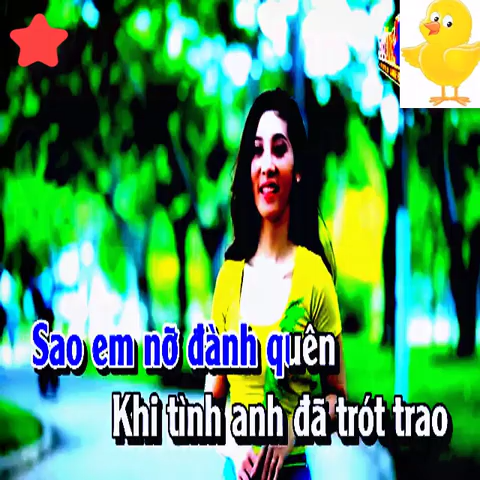 Sao em nỡ đành quên
Khi tình anh đã trót trao